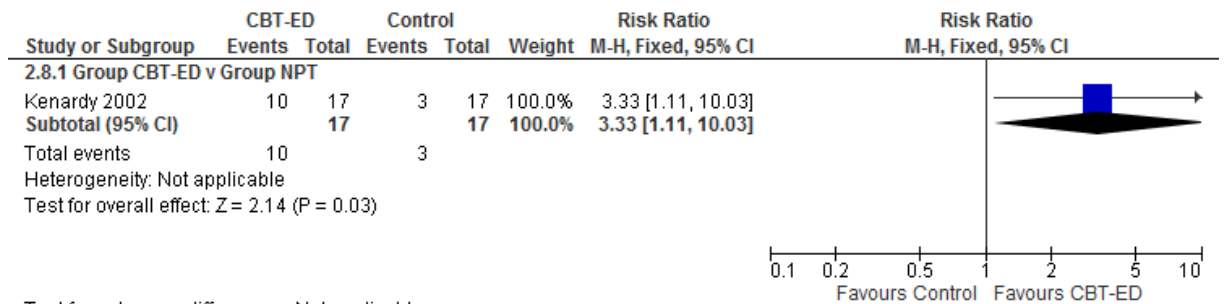 CBT-ED Control Risk Ratio Risk Ratio
Study or Subgroup Events Total Events Total Weight M-H, Fixed, 95% CI M-H, Fixed, 95% CI
2.8.1 Group CBT-ED v Group NPT
Kenardy 2002 10 17 3 17 100.0% 3.33 [1.11, 10.03]
Subtotal (95% CI) 17 17 100.0% 3.33 [1.11, 10.03]
Total events 10 3
Heterogeneity: Not applicable
Test for overall effect: Z = 2.14 (P = 0.03)
0.1 0.2 0.5 1 2 5 10
Favours Control Favours CBT-ED